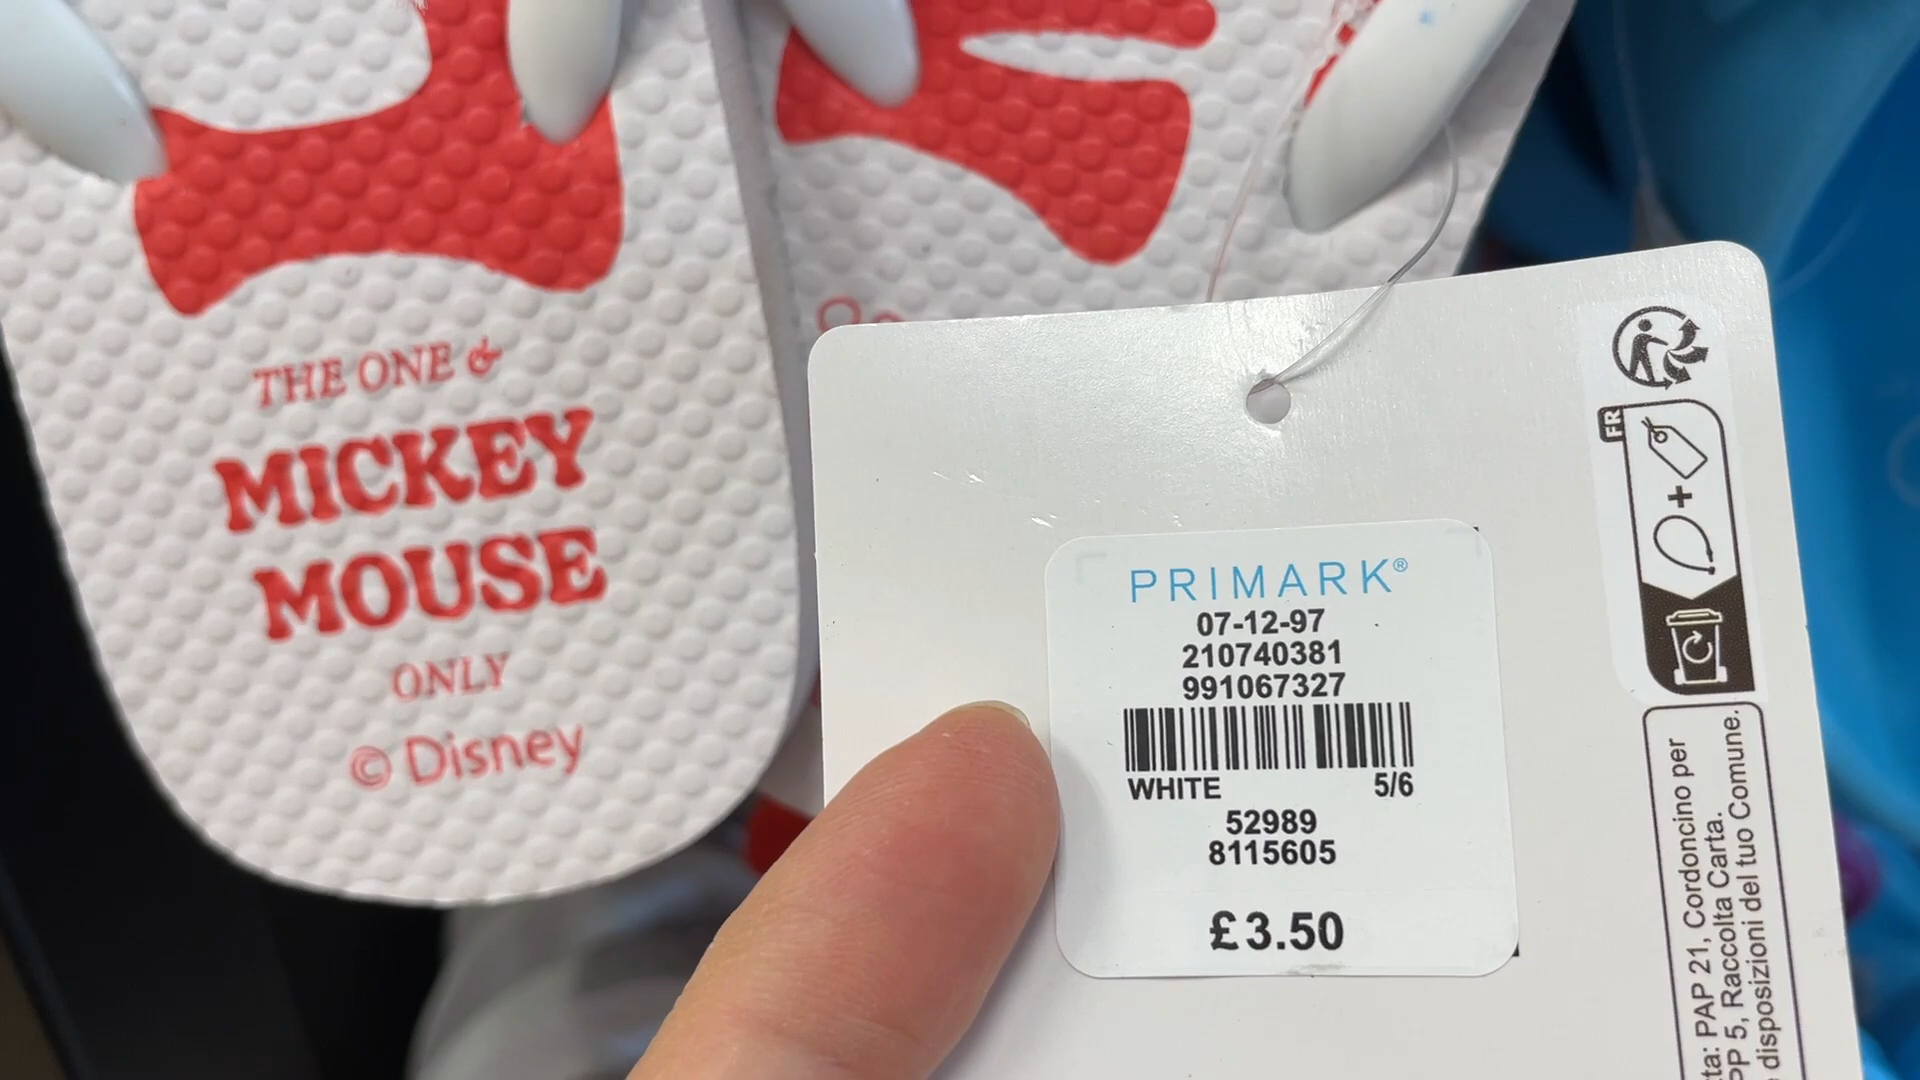 THE ONE &
MICKEY
MOUSE
ONLY
© Disney
PRIMARK®
07-12-97
210740381
991067327
WHITE 5/6
52989
8115605
£3.50
FR
PAP 21, Cordoncino per
PP 5, Raccolta Carta.
disposizioni del tuo Comune.